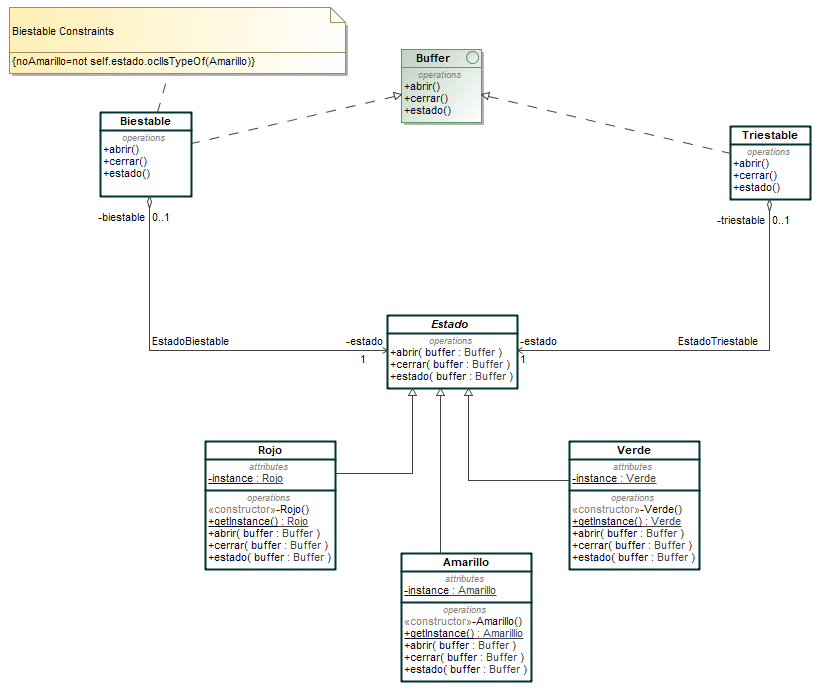 Biestable Constraints
{noAmarillo=not self.estado.oclIsTypeOf(Amarillo)}
Buffer
operations
+abrir()
+cerrar()
+estado()
Biestable
operations
+abrir()
+cerrar()
+estado()
Triestable
operations
+abrir()
+cerrar()
+estado()
-biestable 0..1
-triestable 0..1
EstadoBiestable
-estado
1
Estado
operations
+abrir( buffer : Buffer )
+cerrar( buffer : Buffer )
+estado( buffer : Buffer )
-estado
1
EstadoTriestable
Rojo
attributes
-instance : Rojo
operations
«constructor»-Rojo()
+getInstance() : Rojo
+abrir( buffer : Buffer )
+cerrar( buffer : Buffer )
+estado( buffer : Buffer )
Verde
attributes
-instance : Verde
operations
«constructor»-Verde()
+getInstance() : Verde
+abrir( buffer : Buffer )
+cerrar( buffer : Buffer )
+estado( buffer : Buffer )
Amarillo
attributes
-instance : Amarillo
operations
«constructor»-Amarillo()
+getInstance() : Amarillio
+abrir( buffer : Buffer )
+cerrar( buffer : Buffer )
+estado( buffer : Buffer )